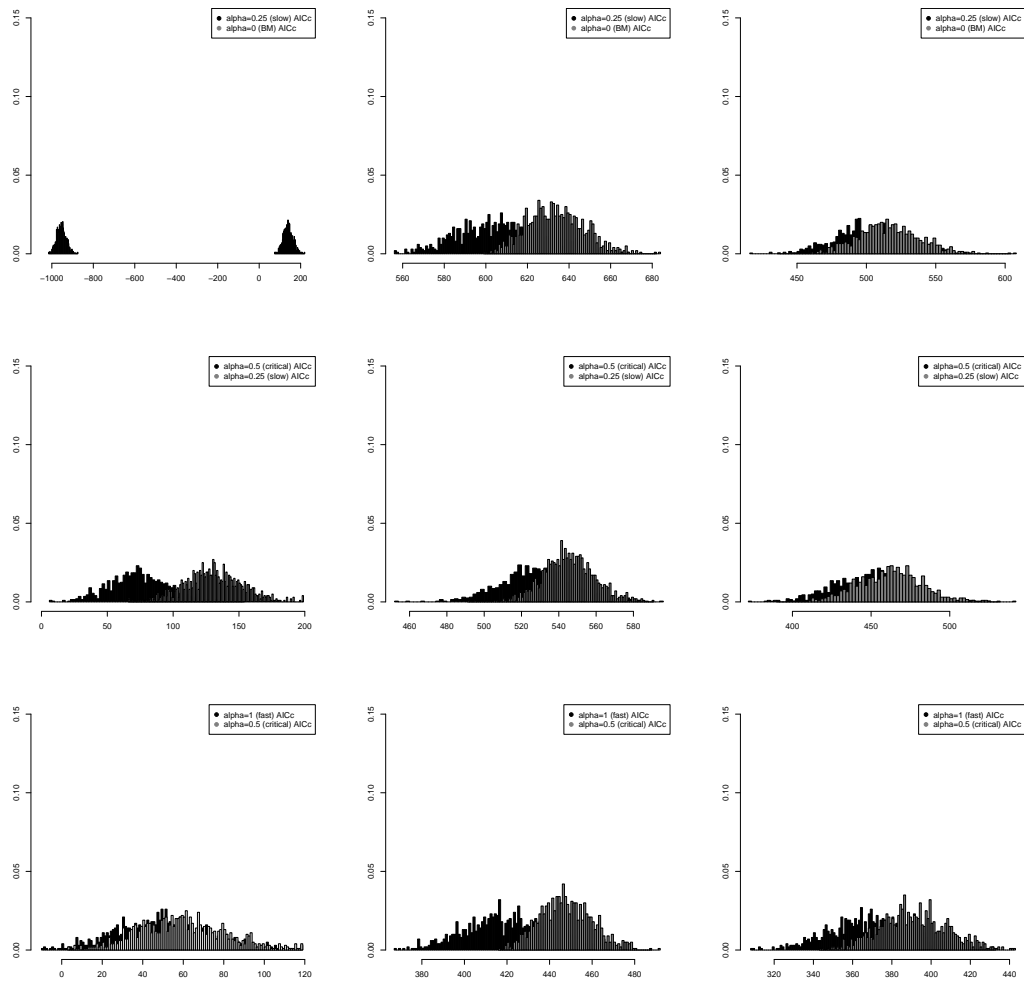 alpha=0.25 (slow) AICc
alpha=0 (BM) AICc
0.00 0.05 0.10 0.15
−1000 −800 −600 −400 −200 0 200
alpha=0.25 (slow) AICc
alpha=0 (BM) AICc
0.00 0.05 0.10 0.15
560 580 600 620 640 660 680
alpha=0.25 (slow) AICc
alpha=0 (BM) AICc
0.00 0.05 0.10 0.15
450 500 550 600
alpha=0.5 (critical) AICc
alpha=0.25 (slow) AICc
0.00 0.05 0.10 0.15
0 50 100 150 200
alpha=0.5 (critical) AICc
alpha=0.25 (slow) AICc
0.00 0.05 0.10 0.15
460 480 500 520 540 560 580
alpha=0.5 (critical) AICc
alpha=0.25 (slow) AICc
0.00 0.05 0.10 0.15
400 450 500
alpha=1 (fast) AICc
alpha=0.5 (critical) AICc
0.00 0.05 0.10 0.15
0 20 40 60 80 100 120
alpha=1 (fast) AICc
alpha=0.5 (critical) AICc
0.00 0.05 0.10 0.15
380 400 420 440 460 480
alpha=1 (fast) AICc
alpha=0.5 (critical) AICc
0.00 0.05 0.10 0.15
320 340 360 380 400 420 440